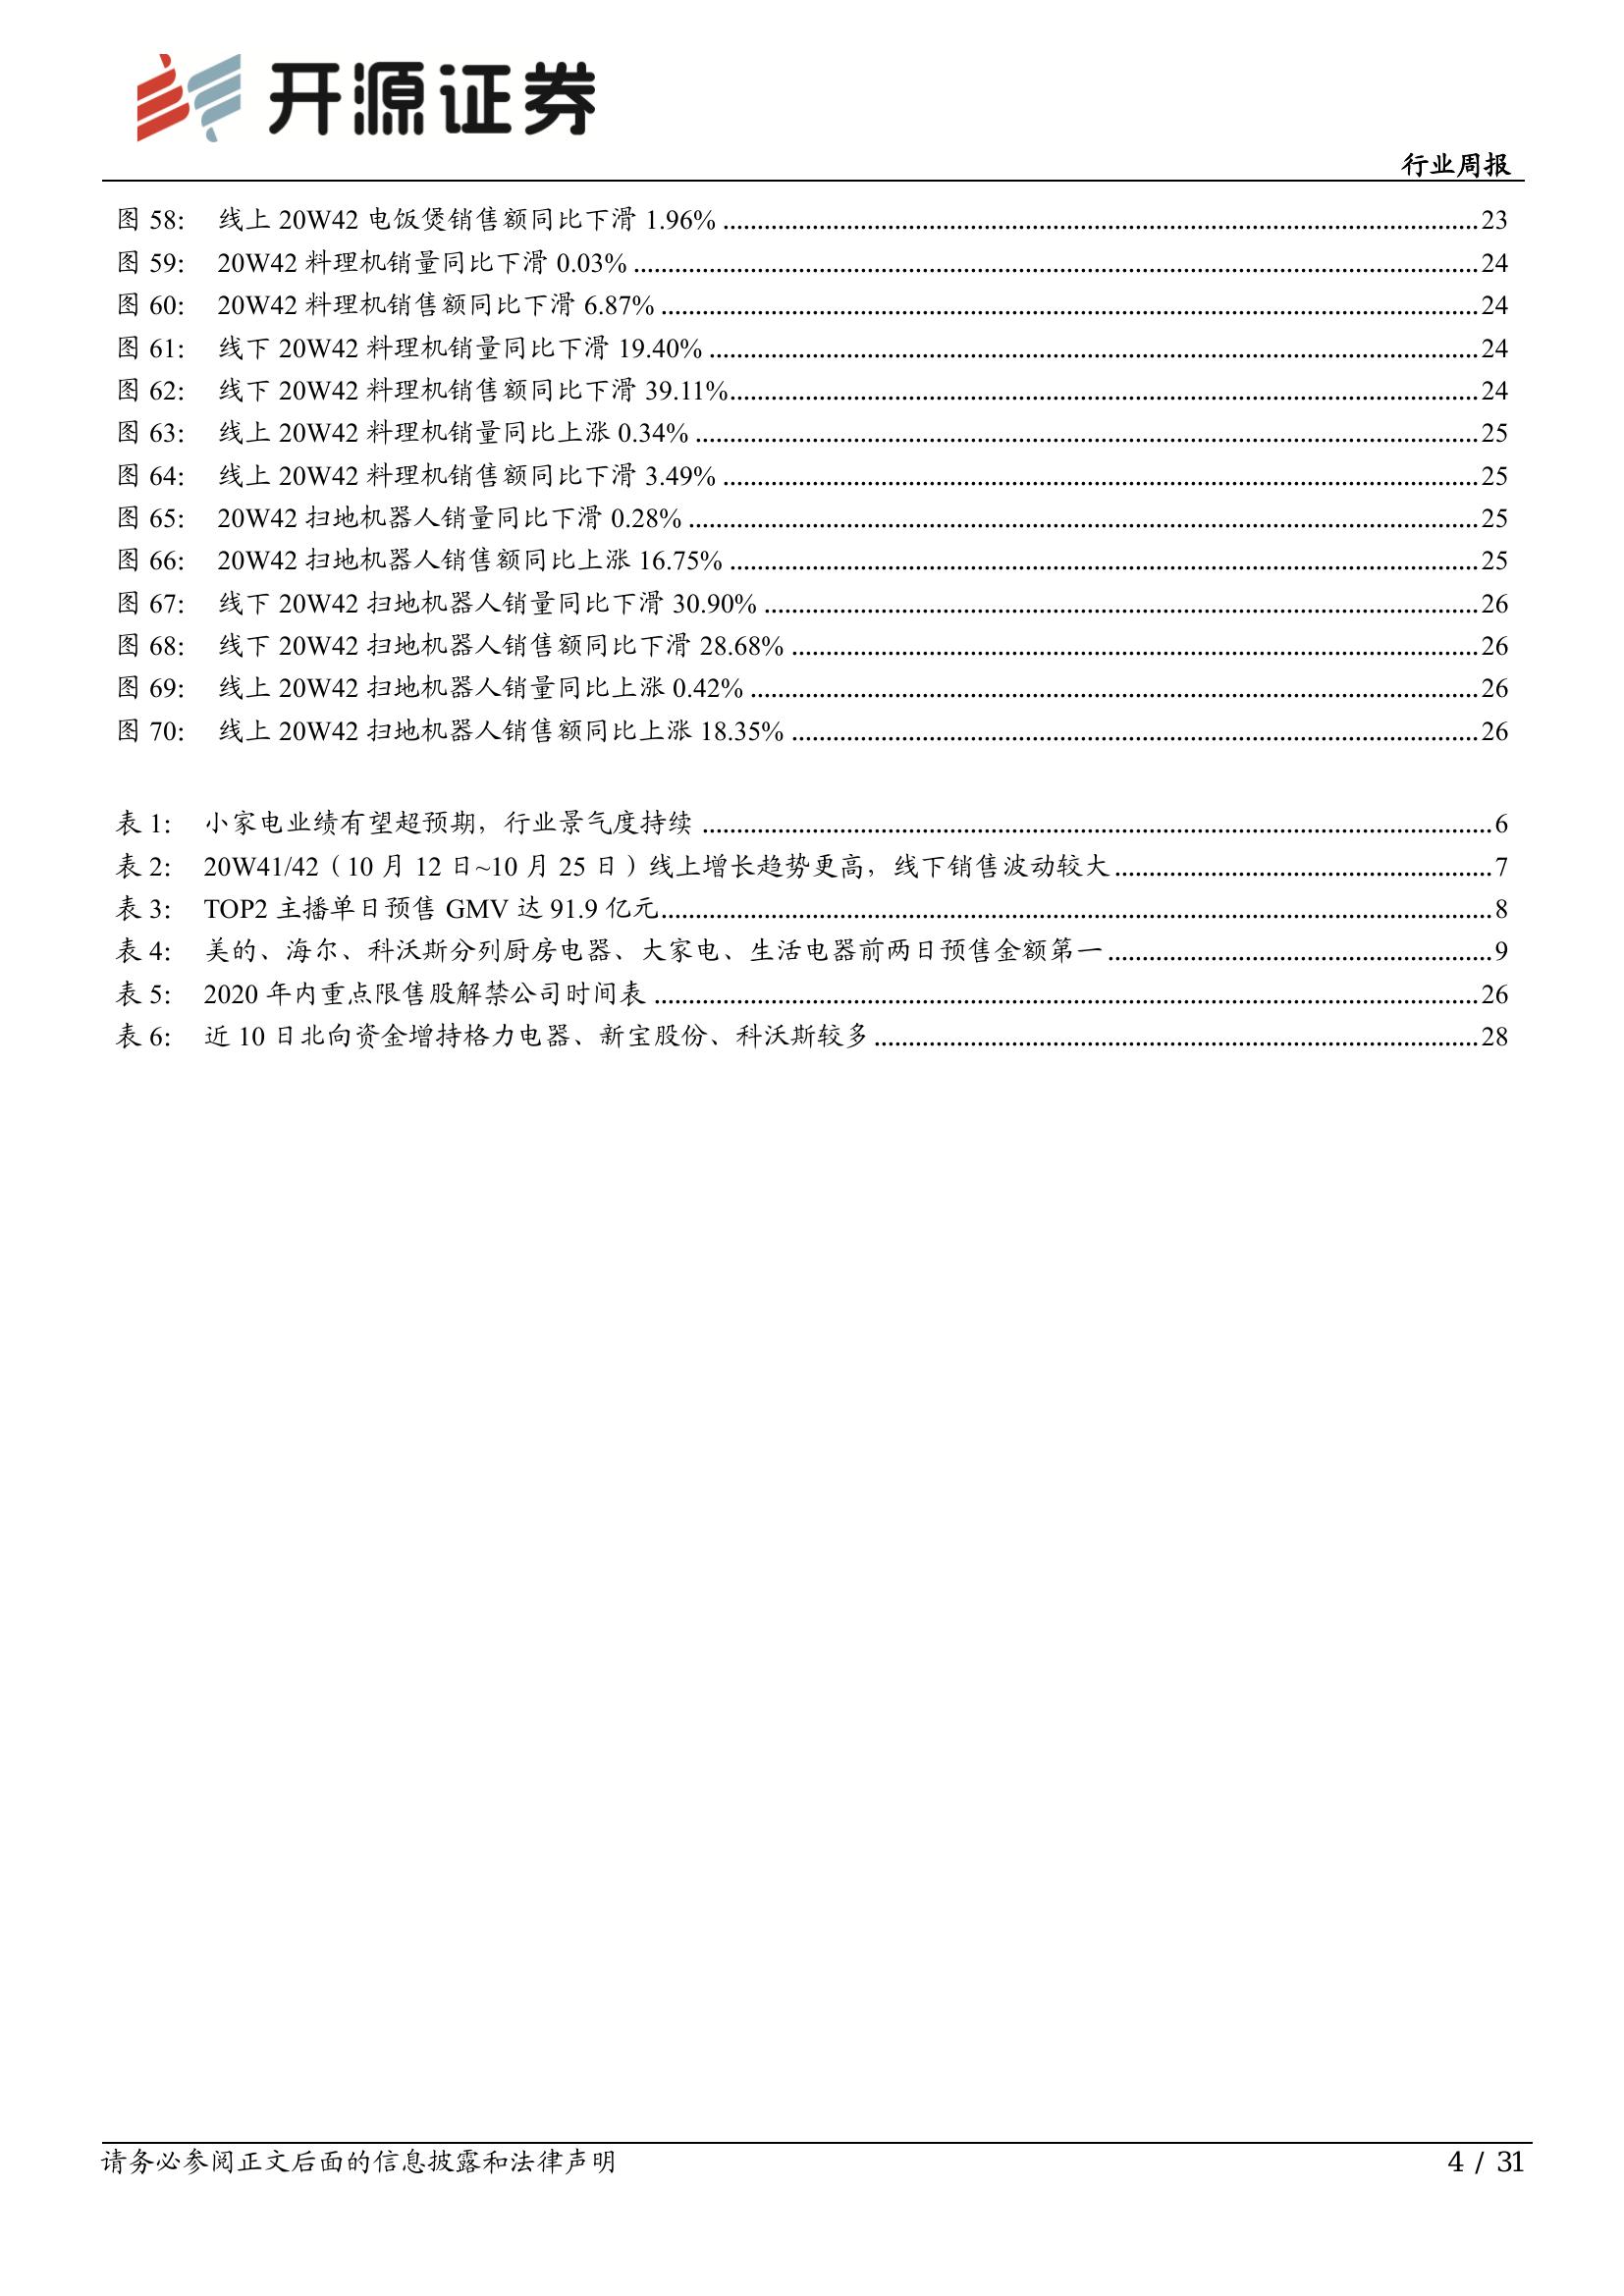 开源证券
行业周报
图 58: 线上 20W42 电饭煲销售额同比下滑 1.96% ........ 23
图 59: 20W42 料理机销量同比下滑 0.03% ........ 24
图 60: 20W42 料理机销售额同比下滑 6.87% ........ 24
图 61: 线下 20W42 料理机销量同比下滑 19.40% ........ 24
图 62: 线下 20W42 料理机销售额同比下滑 39.11% ........ 24
图 63: 线上 20W42 料理机销量同比上涨 0.34% ........ 25
图 64: 线上 20W42 料理机销售额同比下滑 3.49% ........ 25
图 65: 20W42 扫地机器人销量同比下滑 0.28% ........ 25
图 66: 20W42 扫地机器人销售额同比上涨 16.75% ........ 25
图 67: 线下 20W42 扫地机器人销量同比下滑 30.90% ........ 26
图 68: 线下 20W42 扫地机器人销售额同比下滑 28.68% ........ 26
图 69: 线上 20W42 扫地机器人销量同比上涨 0.42% ........ 26
图 70: 线上 20W42 扫地机器人销售额同比上涨 18.35% ........ 26
表 1: 小家电业绩有望超预期，行业景气度持续 ........ 6
表 2: 20W41/42（10 月 12 日~10 月 25 日）线上增长趋势更高，线下销售波动较大 ........ 7
表 3: TOP2 主播单日预售 GMV 达 91.9 亿元 ........ 8
表 4: 美的、海尔、科沃斯分列厨房电器、大家电、生活电器前两日预售金额第一 ........ 9
表 5: 2020 年内重点限售股解禁公司时间表 ........ 26
表 6: 近 10 日北向资金增持格力电器、新宝股份、科沃斯较多 ........ 28
请务必参阅正文后面的信息披露和法律声明
4 / 31